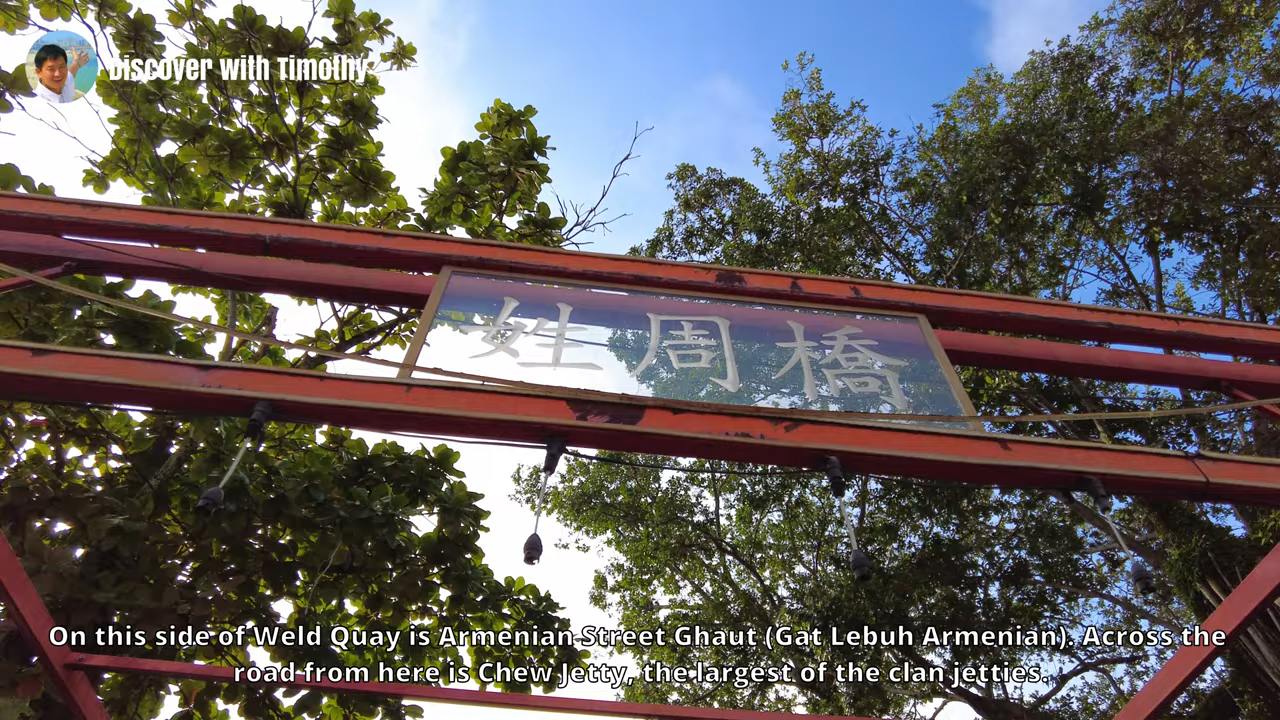 Discover with Timothy
姓周橋
On this side of Weld Quay is Armenian Street Ghaut (Gat Lebuh Armenian). Across the
road from here is Chew Jetty, the largest of the clan jetties.